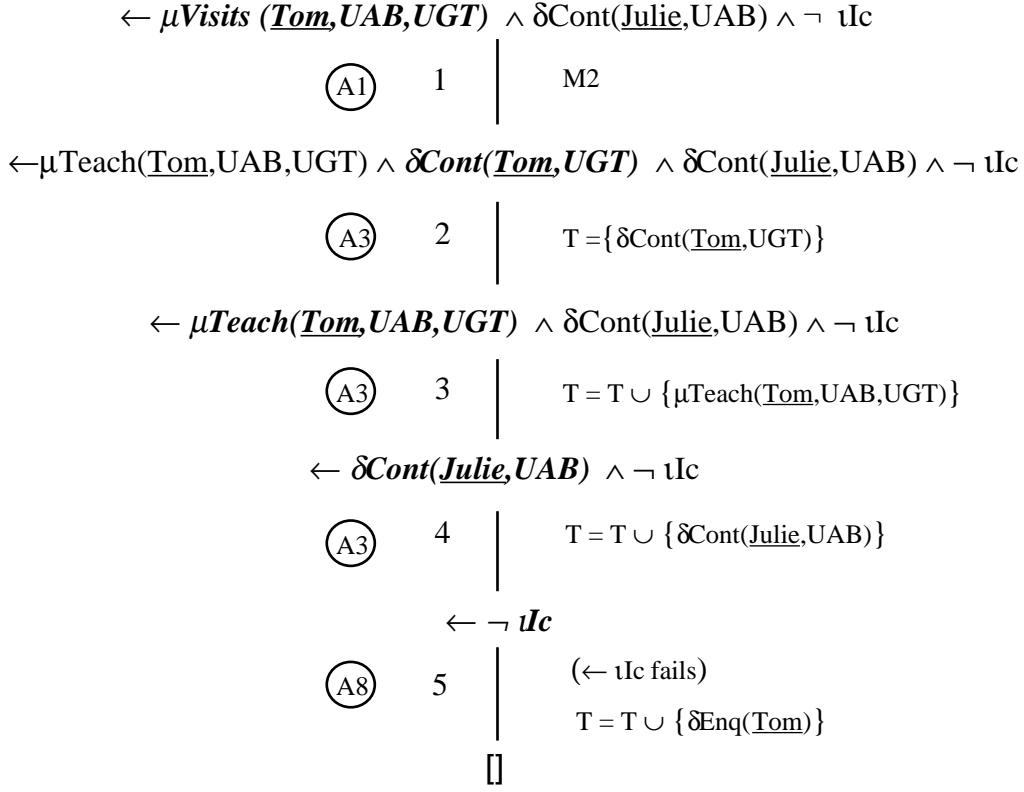 ← μVisits (Tom,UAB,UGT) ∧ δCont(Julie,UAB) ∧ ¬ ιIc
A1 1 M2
←μTeach(Tom,UAB,UGT) ∧ δCont(Tom,UGT) ∧ δCont(Julie,UAB) ∧ ¬ ιIc
A3 2 T ={δCont(Tom,UGT)}
← μTeach(Tom,UAB,UGT) ∧ δCont(Julie,UAB) ∧ ¬ ιIc
A3 3 T = T ∪ {μTeach(Tom,UAB,UGT)}
← δCont(Julie,UAB) ∧ ¬ ιIc
A3 4 T = T ∪ {δCont(Julie,UAB)}
← ¬ ιIc
(← ιIc fails)
A8 5
T = T ∪ {δEnq(Tom)}
[]